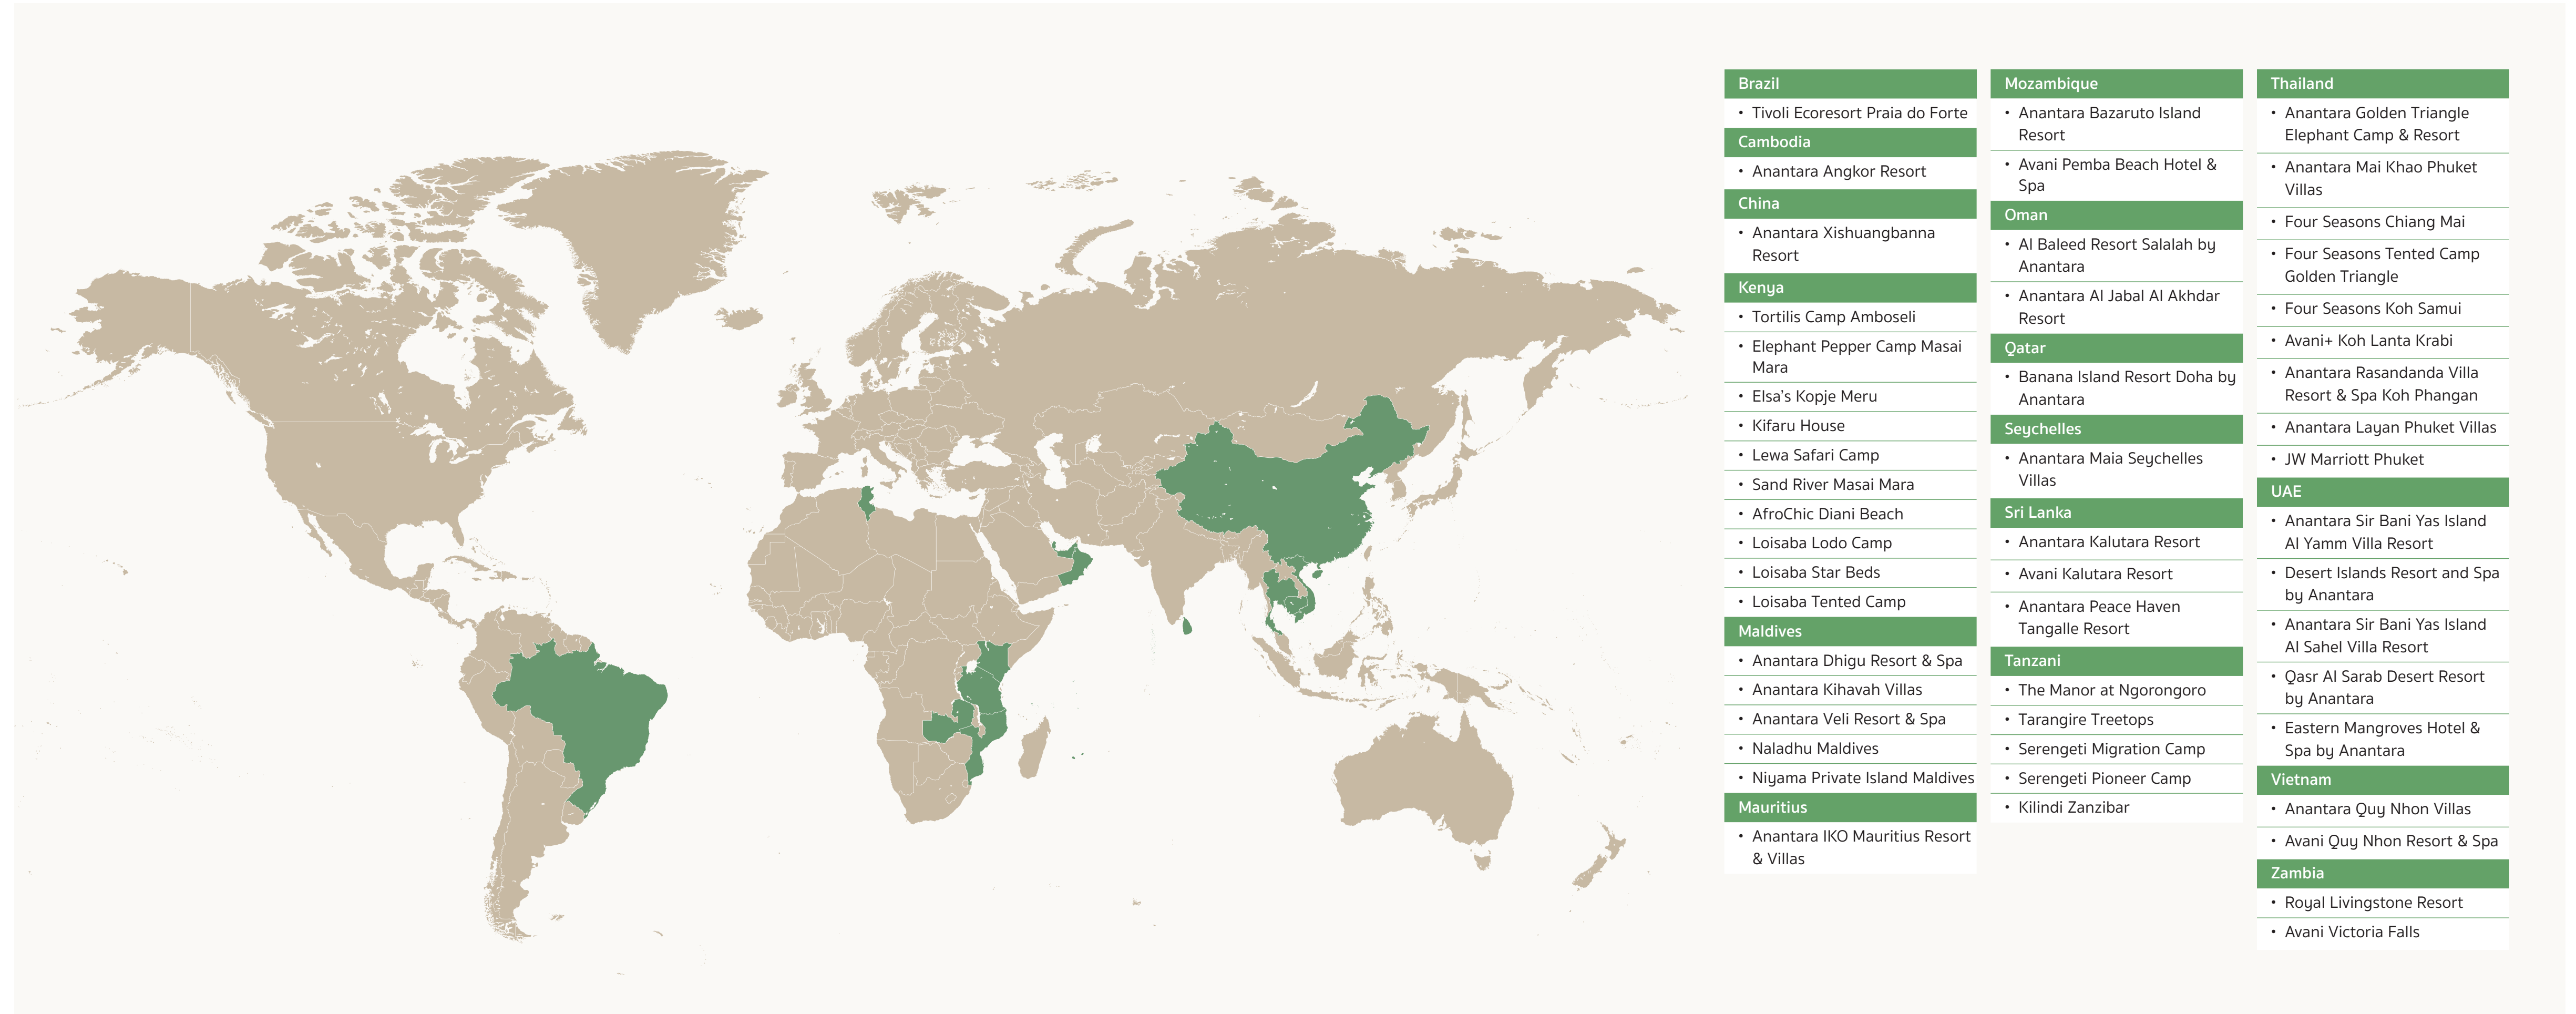 Brazil
• Tivoli Ecoresort Praia do Forte
Cambodia
• Anantara Angkor Resort
China
• Anantara Xishuangbanna
Resort
Kenya
• Tortilis Camp Amboseli
• Elephant Pepper Camp Masai
Mara
• Elsa's Kopje Meru
• Kifaru House
• Lewa Safari Camp
• Sand River Masai Mara
• AfroChic Diani Beach
• Loisaba Lodo Camp
• Loisaba Star Beds
• Loisaba Tented Camp
Maldives
• Anantara Dhigu Resort & Spa
• Anantara Kihavah Villas
• Anantara Veli Resort & Spa
• Naladhu Maldives
• Niyama Private Island Maldives
Mauritius
• Anantara IKO Mauritius Resort
& Villas
Mozambique
• Anantara Bazaruto Island
Resort
• Avani Pemba Beach Hotel &
Spa
Oman
• Al Baleed Resort Salalah by
Anantara
• Anantara Al Jabal Al Akhdar
Resort
Qatar
• Banana Island Resort Doha by
Anantara
Seychelles
• Anantara Maia Seychelles
Villas
Sri Lanka
• Anantara Kalutara Resort
• Avani Kalutara Resort
• Anantara Peace Haven
Tangalle Resort
Tanzani
• The Manor at Ngorongoro
• Tarangire Treetops
• Serengeti Migration Camp
• Serengeti Pioneer Camp
• Kilindi Zanzibar
Thailand
• Anantara Golden Triangle
Elephant Camp & Resort
• Anantara Mai Khao Phuket
Villas
• Four Seasons Chiang Mai
• Four Seasons Tented Camp
Golden Triangle
• Four Seasons Koh Samui
• Avani+ Koh Lanta Krabi
• Anantara Rasandanda Villa
Resort & Spa Koh Phangan
• Anantara Layan Phuket Villas
• JW Marriott Phuket
UAE
• Anantara Sir Bani Yas Island
Al Yamm Villa Resort
• Desert Islands Resort and Spa
by Anantara
• Anantara Sir Bani Yas Island
Al Sahel Villa Resort
• Qasr Al Sarab Desert Resort
by Anantara
• Eastern Mangroves Hotel &
Spa by Anantara
Vietnam
• Anantara Quy Nhon Villas
• Avani Quy Nhon Resort & Spa
Zambia
• Royal Livingstone Resort
• Avani Victoria Falls